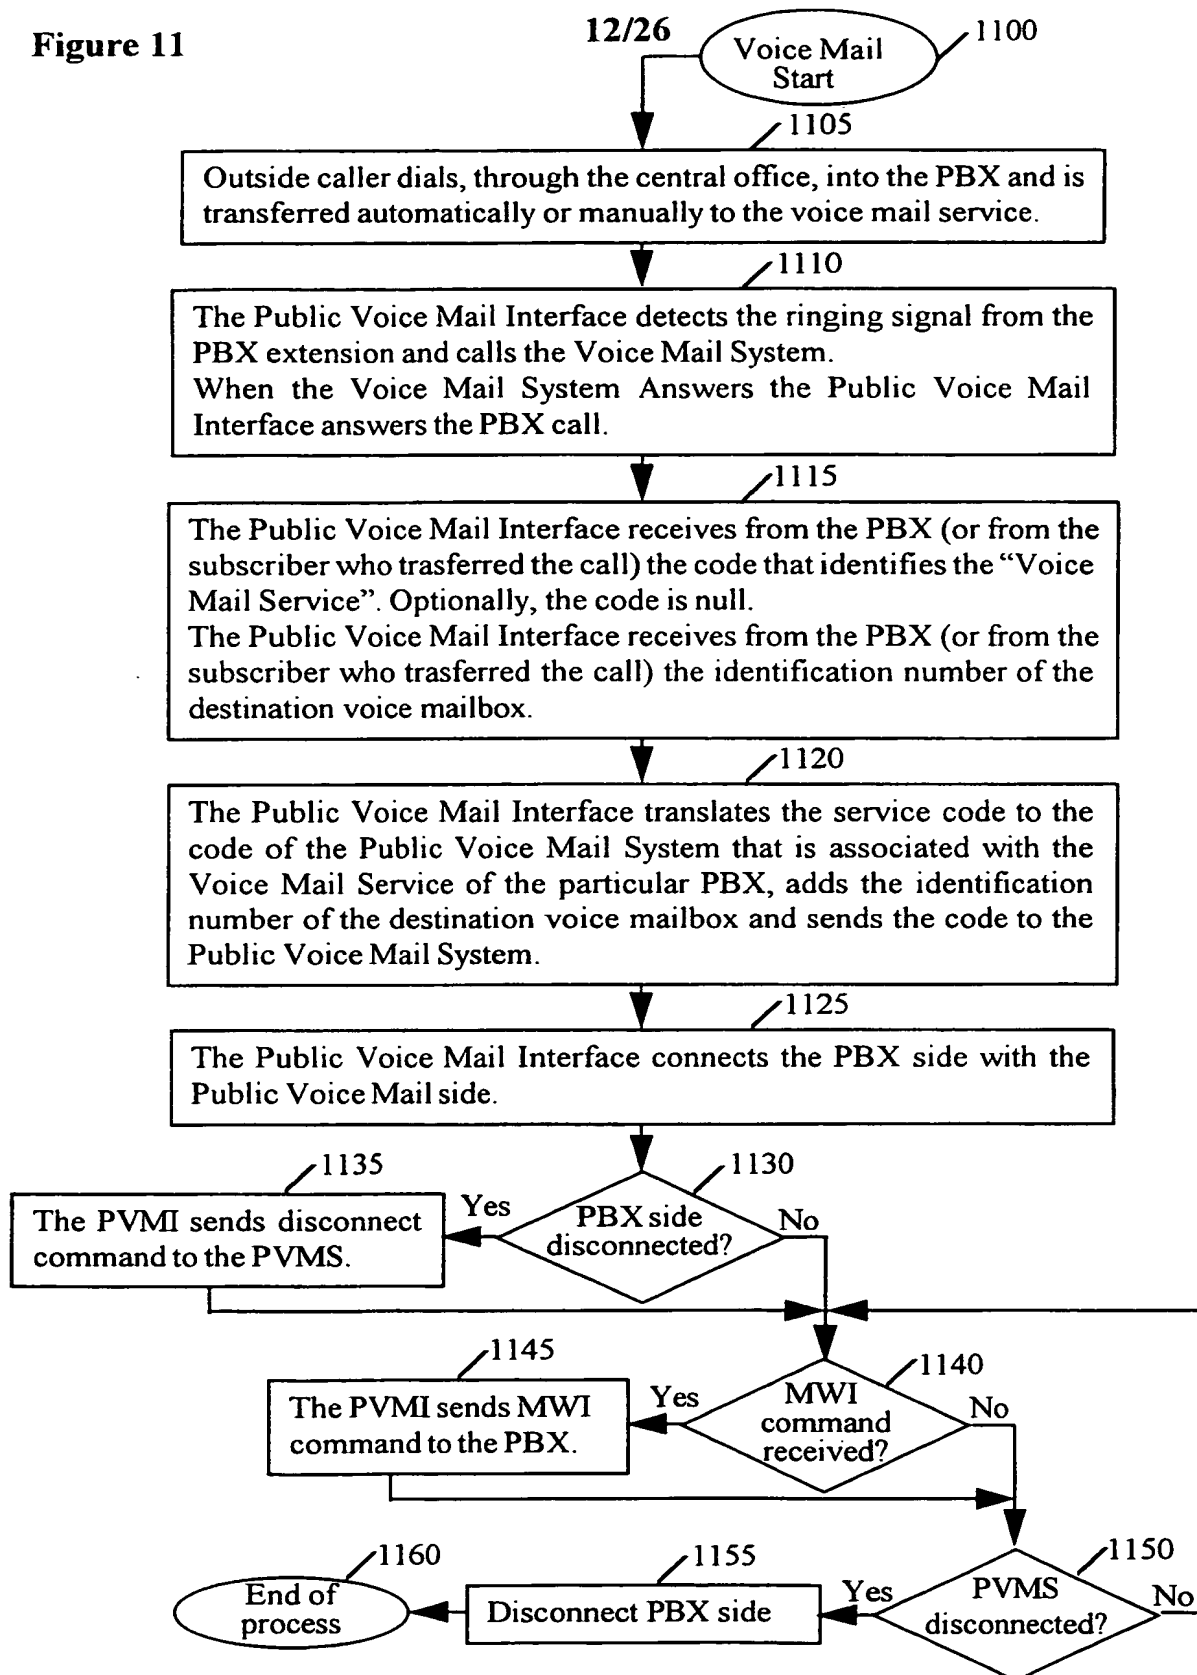 Figure 11
12/26
Voice Mail
Start
1100
1105
Outside caller dials, through the central office, into the PBX and is
transferred automatically or manually to the voice mail service.
1110
The Public Voice Mail Interface detects the ringing signal from the
PBX extension and calls the Voice Mail System.
When the Voice Mail System Answers the Public Voice Mail
Interface answers the PBX call.
1115
The Public Voice Mail Interface receives from the PBX (or from the
subscriber who trasferred the call) the code that identifies the “Voice
Mail Service”. Optionally, the code is null.
The Public Voice Mail Interface receives from the PBX (or from the
subscriber who trasferred the call) the identification number of the
destination voice mailbox.
1120
The Public Voice Mail Interface translates the service code to the
code of the Public Voice Mail System that is associated with the
Voice Mail Service of the particular PBX, adds the identification
number of the destination voice mailbox and sends the code to the
Public Voice Mail System.
1125
The Public Voice Mail Interface connects the PBX side with the
Public Voice Mail side.
1135
The PVMI sends disconnect
command to the PVMS.
Yes
1130
PBX side
disconnected?
No
1145
The PVMI sends MWI
command to the PBX.
Yes
1140
MWI
command
received?
No
1160
End of
process
1155
Disconnect PBX side
Yes
1150
PVMS
disconnected?
No